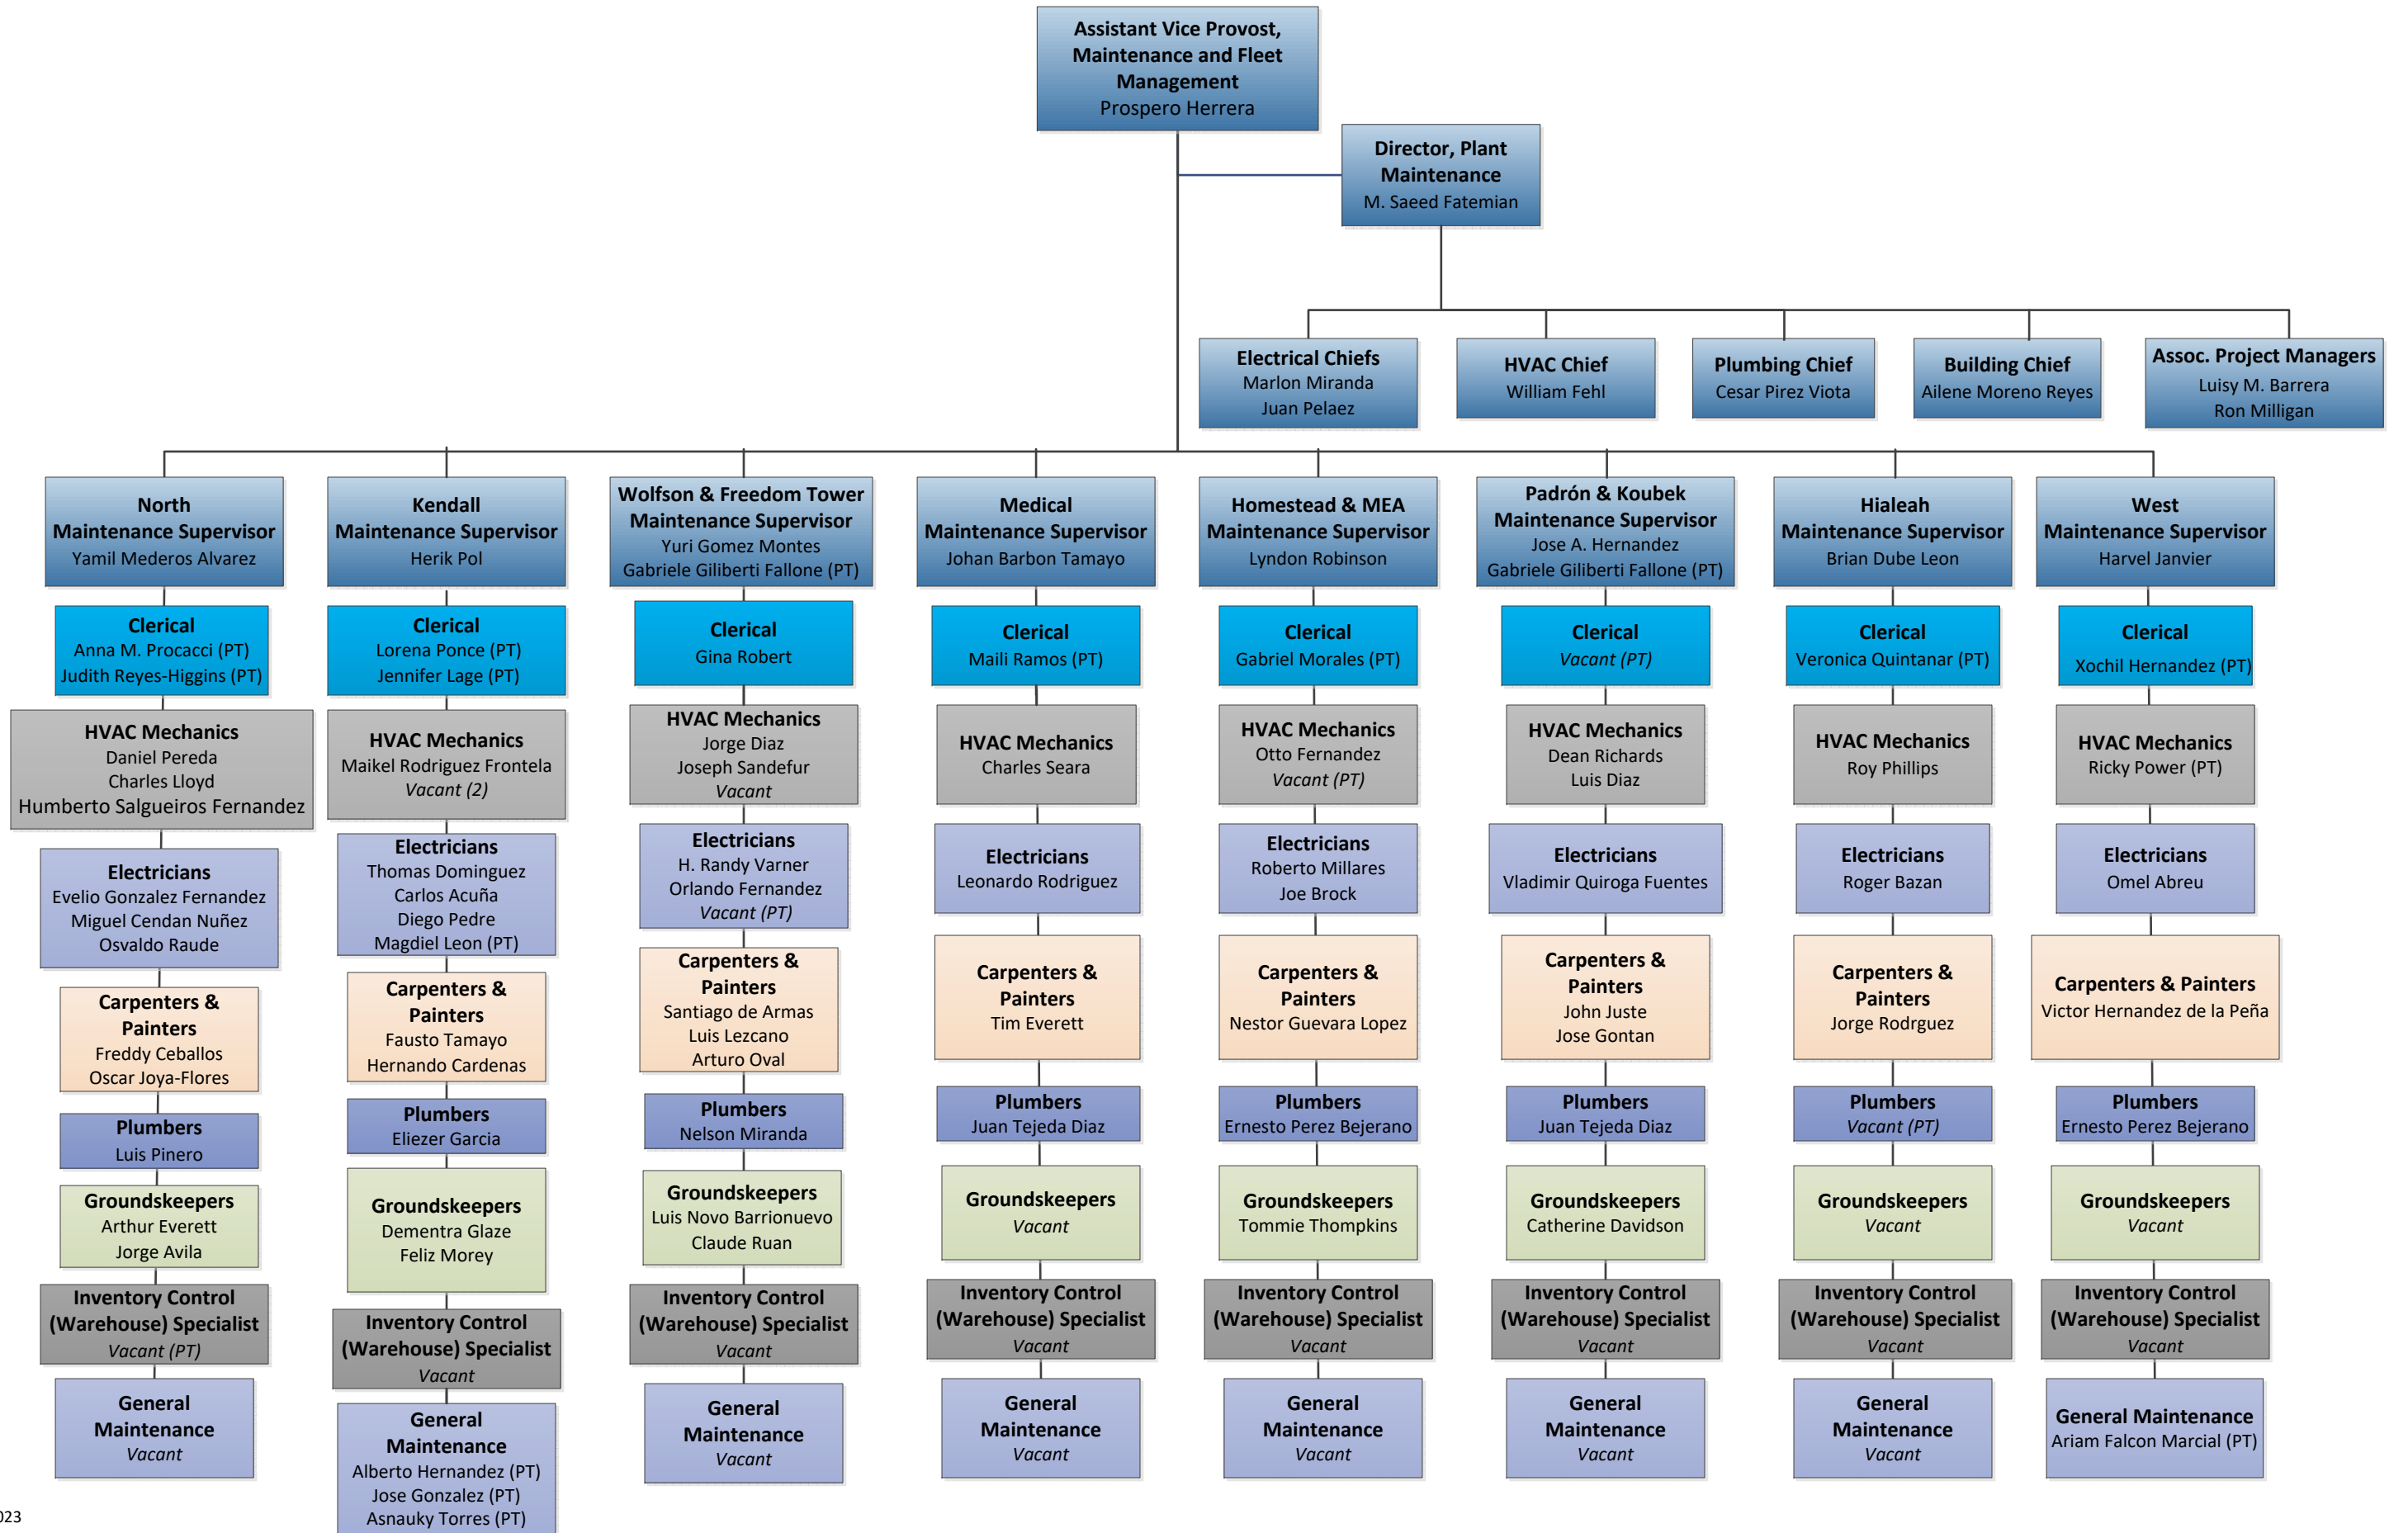 Assistant Vice Provost,
Maintenance and Fleet
Management
Prospero Herrera
Director, Plant
Maintenance
M. Saeed Fatemian
Electrical Chiefs
Marlon Miranda
Juan Pelaez
HVAC Chief
William Fehl
Plumbing Chief
Cesar Pirez Viota
Building Chief
Ailene Moreno Reyes
Assoc. Project Managers
Luisy M. Barrera
Ron Milligan
North
Maintenance Supervisor
Yamil Mederos Alvarez
Clerical
Anna M. Procacci (PT)
Judith Reyes-Higgins (PT)
HVAC Mechanics
Daniel Pereda
Charles Lloyd
Humberto Salgueiros Fernandez
Electricians
Evelio Gonzalez Fernandez
Miguel Cendan Nuñez
Osvaldo Raude
Carpenters &
Painters
Freddy Ceballos
Oscar Joya-Flores
Plumbers
Luis Pinero
Groundskeepers
Arthur Everett
Jorge Avila
Inventory Control
(Warehouse) Specialist
Vacant (PT)
General
Maintenance
Vacant
Kendall
Maintenance Supervisor
Herik Pol
Clerical
Lorena Ponce (PT)
Jennifer Lage (PT)
HVAC Mechanics
Maikel Rodriguez Frontela
Vacant (2)
Electricians
Thomas Dominguez
Carlos Acuña
Diego Pedre
Magdiel Leon (PT)
Carpenters &
Painters
Fausto Tamayo
Hernando Cardenas
Plumbers
Eliezer Garcia
Groundskeepers
Dementra Glaze
Feliz Morey
Inventory Control
(Warehouse) Specialist
Vacant
General
Maintenance
Alberto Hernandez (PT)
Jose Gonzalez (PT)
Asnauky Torres (PT)
Wolfson & Freedom Tower
Maintenance Supervisor
Yuri Gomez Montes
Gabriele Giliberti Fallone (PT)
Clerical
Gina Robert
HVAC Mechanics
Jorge Diaz
Joseph Sandefur
Vacant
Electricians
H. Randy Varner
Orlando Fernandez
Vacant (PT)
Carpenters &
Painters
Santiago de Armas
Luis Lezcano
Arturo Oval
Plumbers
Nelson Miranda
Groundskeepers
Luis Novo Barrionuevo
Claude Ruan
Inventory Control
(Warehouse) Specialist
Vacant
General
Maintenance
Vacant
Medical
Maintenance Supervisor
Johan Barbon Tamayo
Clerical
Maili Ramos (PT)
HVAC Mechanics
Charles Seara
Electricians
Leonardo Rodriguez
Carpenters &
Painters
Tim Everett
Plumbers
Juan Tejeda Diaz
Groundskeepers
Vacant
Inventory Control
(Warehouse) Specialist
Vacant
General
Maintenance
Vacant
Homestead & MEA
Maintenance Supervisor
Lyndon Robinson
Clerical
Gabriel Morales (PT)
HVAC Mechanics
Otto Fernandez
Vacant (PT)
Electricians
Roberto Millares
Joe Brock
Carpenters &
Painters
Nestor Guevara Lopez
Plumbers
Ernesto Perez Bejerano
Groundskeepers
Tommie Thompkins
Inventory Control
(Warehouse) Specialist
Vacant
General
Maintenance
Vacant
Padrón & Koubek
Maintenance Supervisor
Jose A. Hernandez
Gabriele Giliberti Fallone (PT)
Clerical
Vacant (PT)
HVAC Mechanics
Dean Richards
Luis Diaz
Electricians
Vladimir Quiroga Fuentes
Carpenters &
Painters
John Juste
Jose Gontan
Plumbers
Juan Tejeda Diaz
Groundskeepers
Catherine Davidson
Inventory Control
(Warehouse) Specialist
Vacant
General
Maintenance
Vacant
Hialeah
Maintenance Supervisor
Brian Dube Leon
Clerical
Veronica Quintanar (PT)
HVAC Mechanics
Roy Phillips
Electricians
Roger Bazan
Carpenters &
Painters
Jorge Rodrguez
Plumbers
Vacant (PT)
Groundskeepers
Vacant
Inventory Control
(Warehouse) Specialist
Vacant
General
Maintenance
Vacant
West
Maintenance Supervisor
Harvel Janvier
Clerical
Xochil Hernandez (PT)
HVAC Mechanics
Ricky Power (PT)
Electricians
Omel Abreu
Carpenters & Painters
Victor Hernandez de la Peña
Plumbers
Ernesto Perez Bejerano
Groundskeepers
Vacant
Inventory Control
(Warehouse) Specialist
Vacant
General Maintenance
Ariam Falcon Marcial (PT)
023